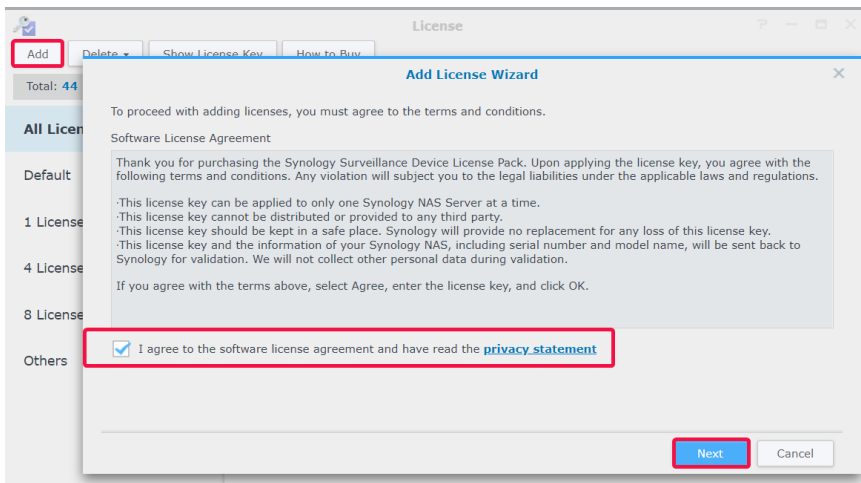 License
Add Delete Show License Key How to Buy
Total: 44
Add License Wizard
All Licen
Default
1 License
4 License
8 License
Others
To proceed with adding licenses, you must agree to the terms and conditions.
Software License Agreement
Thank you for purchasing the Synology Surveillance Device License Pack. Upon applying the license key, you agree with the
following terms and conditions. Any violation will subject you to the legal liabilities under the applicable laws and regulations.
·This license key can be applied to only one Synology NAS Server at a time.
·This license key cannot be distributed or provided to any third party.
·This license key should be kept in a safe place. Synology will provide no replacement for any loss of this license key.
·This license key and the information of your Synology NAS, including serial number and model name, will be sent back to
Synology for validation. We will not collect other personal data during validation.
If you agree with the terms above, select Agree, enter the license key, and click OK.
I agree to the software license agreement and have read the privacy statement
Next Cancel